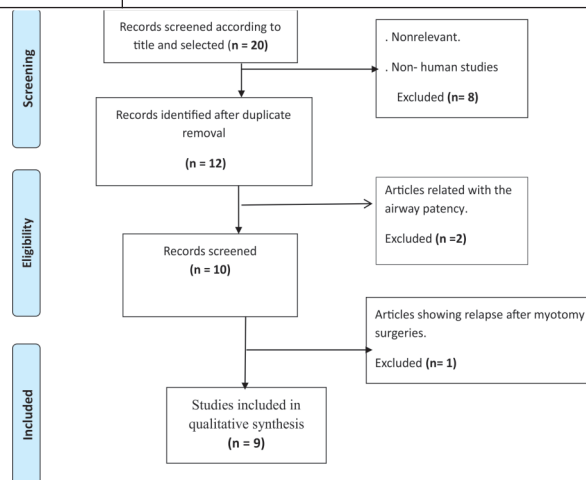 Screening
Records screened according to
title and selected (n = 20)
. Nonrelevant.
. Non- human studies
Excluded (n= 8)
Records identified after duplicate
removal
(n = 12)
Eligibility
Articles related with the
airway patency.
Excluded (n =2)
Records screened
(n = 10)
Articles showing relapse after myotomy
surgeries.
Excluded (n= 1)
Included
Studies included in
qualitative synthesis
(n = 9)